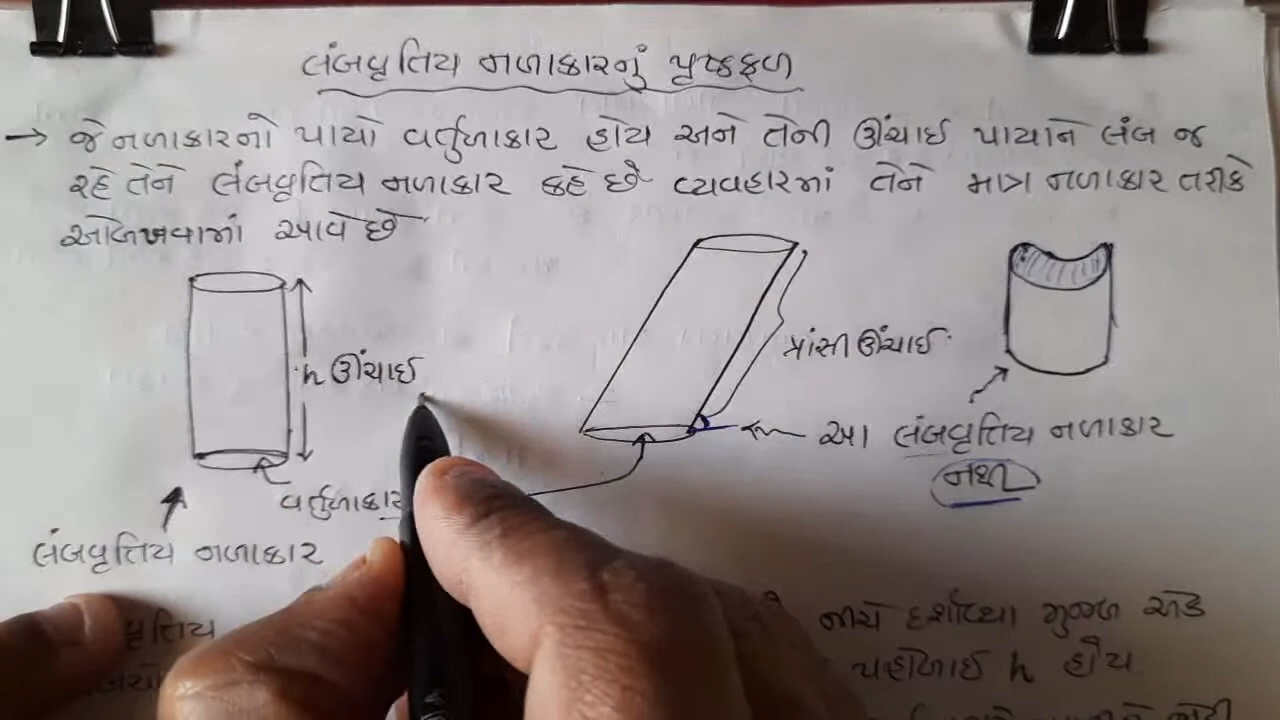 લંબવૃત્તિય નળાકારનું પૃષ્ઠફળ
→ જે નળાકારનો પાયો વર્તુળાકાર હોય અને તેની ઊંચાઈ પાયાને લંબ જ
રહે તેને લંબવૃત્તિય નળાકાર કહે છે વ્યવહારમાં તેને માત્ર નળાકાર તરીકે
ઓળખવામાં આવે છે
h ઊંચાઈ
ત્રાંસી ઊંચાઈ
આ લંબવૃત્તિય નળાકાર
નથી
વર્તુળાકાર
લંબવૃત્તિય નળાકાર
વૃત્તિય
નીચે દર્શાવ્યા મુજબ એક
પહોળાઈ h હોય